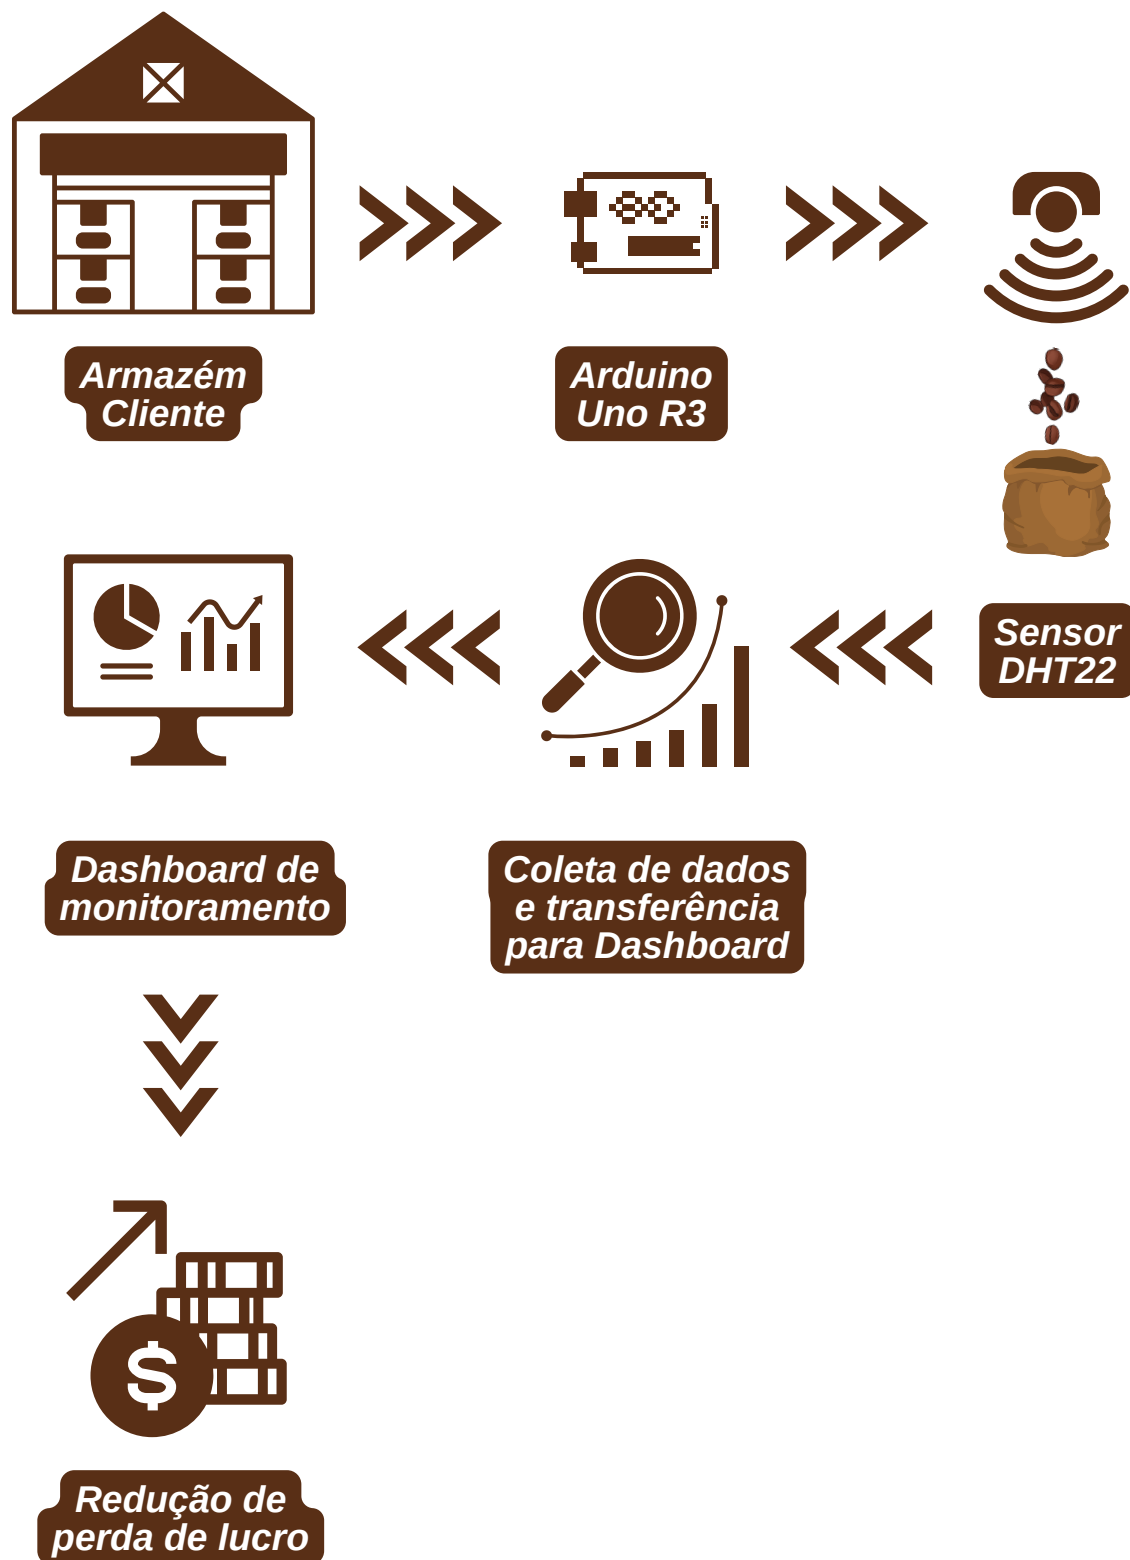 Armazém
Cliente
Arduino
Uno R3
Sensor
DHT22
Coleta de dados
e transferência
para Dashboard
Dashboard de
monitoramento
$
Redução de
perda de lucro